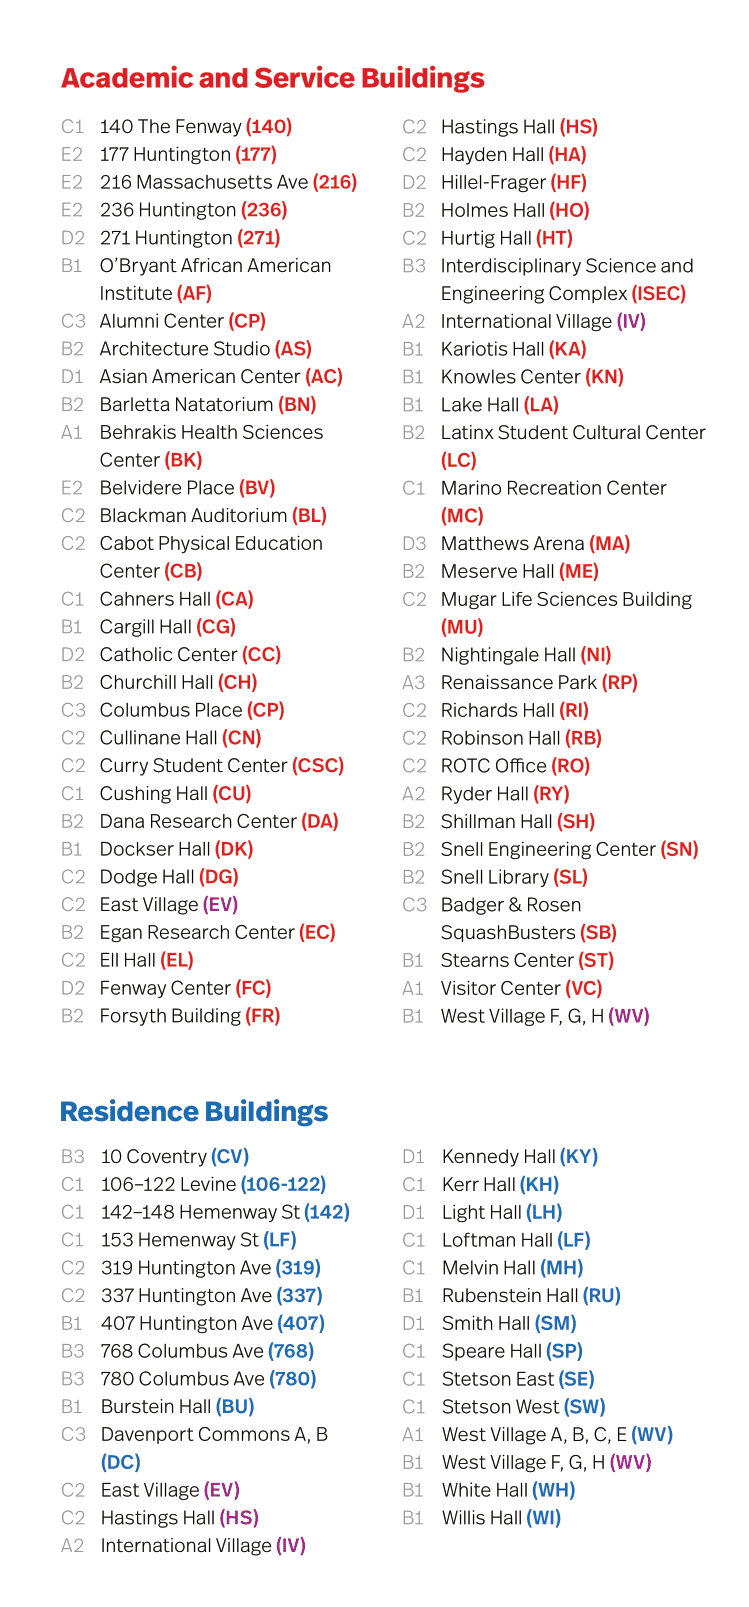 Academic and Service Buildings
C1 140 The Fenway (140)
E2 177 Huntington (177)
E2 216 Massachusetts Ave (216)
E2 236 Huntington (236)
D2 271 Huntington (271)
B1 O’Bryant African American
Institute (AF)
C3 Alumni Center (CP)
B2 Architecture Studio (AS)
D1 Asian American Center (AC)
B2 Barletta Natatorium (BN)
A1 Behrakis Health Sciences
Center (BK)
E2 Belvidere Place (BV)
C2 Blackman Auditorium (BL)
C2 Cabot Physical Education
Center (CB)
C1 Cahners Hall (CA)
B1 Cargill Hall (CG)
D2 Catholic Center (CC)
B2 Churchill Hall (CH)
C3 Columbus Place (CP)
C2 Cullinane Hall (CN)
C2 Curry Student Center (CSC)
C1 Cushing Hall (CU)
B2 Dana Research Center (DA)
B1 Dockser Hall (DK)
C2 Dodge Hall (DG)
C2 East Village (EV)
B2 Egan Research Center (EC)
C2 Ell Hall (EL)
D2 Fenway Center (FC)
B2 Forsyth Building (FR)
C2 Hastings Hall (HS)
C2 Hayden Hall (HA)
D2 Hillel-Frager (HF)
B2 Holmes Hall (HO)
C2 Hurtig Hall (HT)
B3 Interdisciplinary Science and
Engineering Complex (ISEC)
A2 International Village (IV)
B1 Kariotis Hall (KA)
B1 Knowles Center (KN)
B1 Lake Hall (LA)
B2 Latinx Student Cultural Center
(LC)
C1 Marino Recreation Center
(MC)
D3 Matthews Arena (MA)
B2 Meserve Hall (ME)
C2 Mugar Life Sciences Building
(MU)
B2 Nightingale Hall (NI)
A3 Renaissance Park (RP)
C2 Richards Hall (RI)
C2 Robinson Hall (RB)
C2 ROTC Office (RO)
A2 Ryder Hall (RY)
B2 Shillman Hall (SH)
B2 Snell Engineering Center (SN)
B2 Snell Library (SL)
C3 Badger & Rosen
SquashBusters (SB)
B1 Stearns Center (ST)
A1 Visitor Center (VC)
B1 West Village F, G, H (WV)
Residence Buildings
B3 10 Coventry (CV)
C1 106–122 Levine (106-122)
C1 142–148 Hemenway St (142)
C1 153 Hemenway St (LF)
C2 319 Huntington Ave (319)
C2 337 Huntington Ave (337)
B1 407 Huntington Ave (407)
B3 768 Columbus Ave (768)
B3 780 Columbus Ave (780)
B1 Burstein Hall (BU)
C3 Davenport Commons A, B
(DC)
C2 East Village (EV)
C2 Hastings Hall (HS)
A2 International Village (IV)
D1 Kennedy Hall (KY)
C1 Kerr Hall (KH)
D1 Light Hall (LH)
C1 Loftman Hall (LF)
C1 Melvin Hall (MH)
B1 Rubenstein Hall (RU)
D1 Smith Hall (SM)
C1 Speare Hall (SP)
C1 Stetson East (SE)
C1 Stetson West (SW)
A1 West Village A, B, C, E (WV)
B1 West Village F, G, H (WV)
B1 White Hall (WH)
B1 Willis Hall (WI)